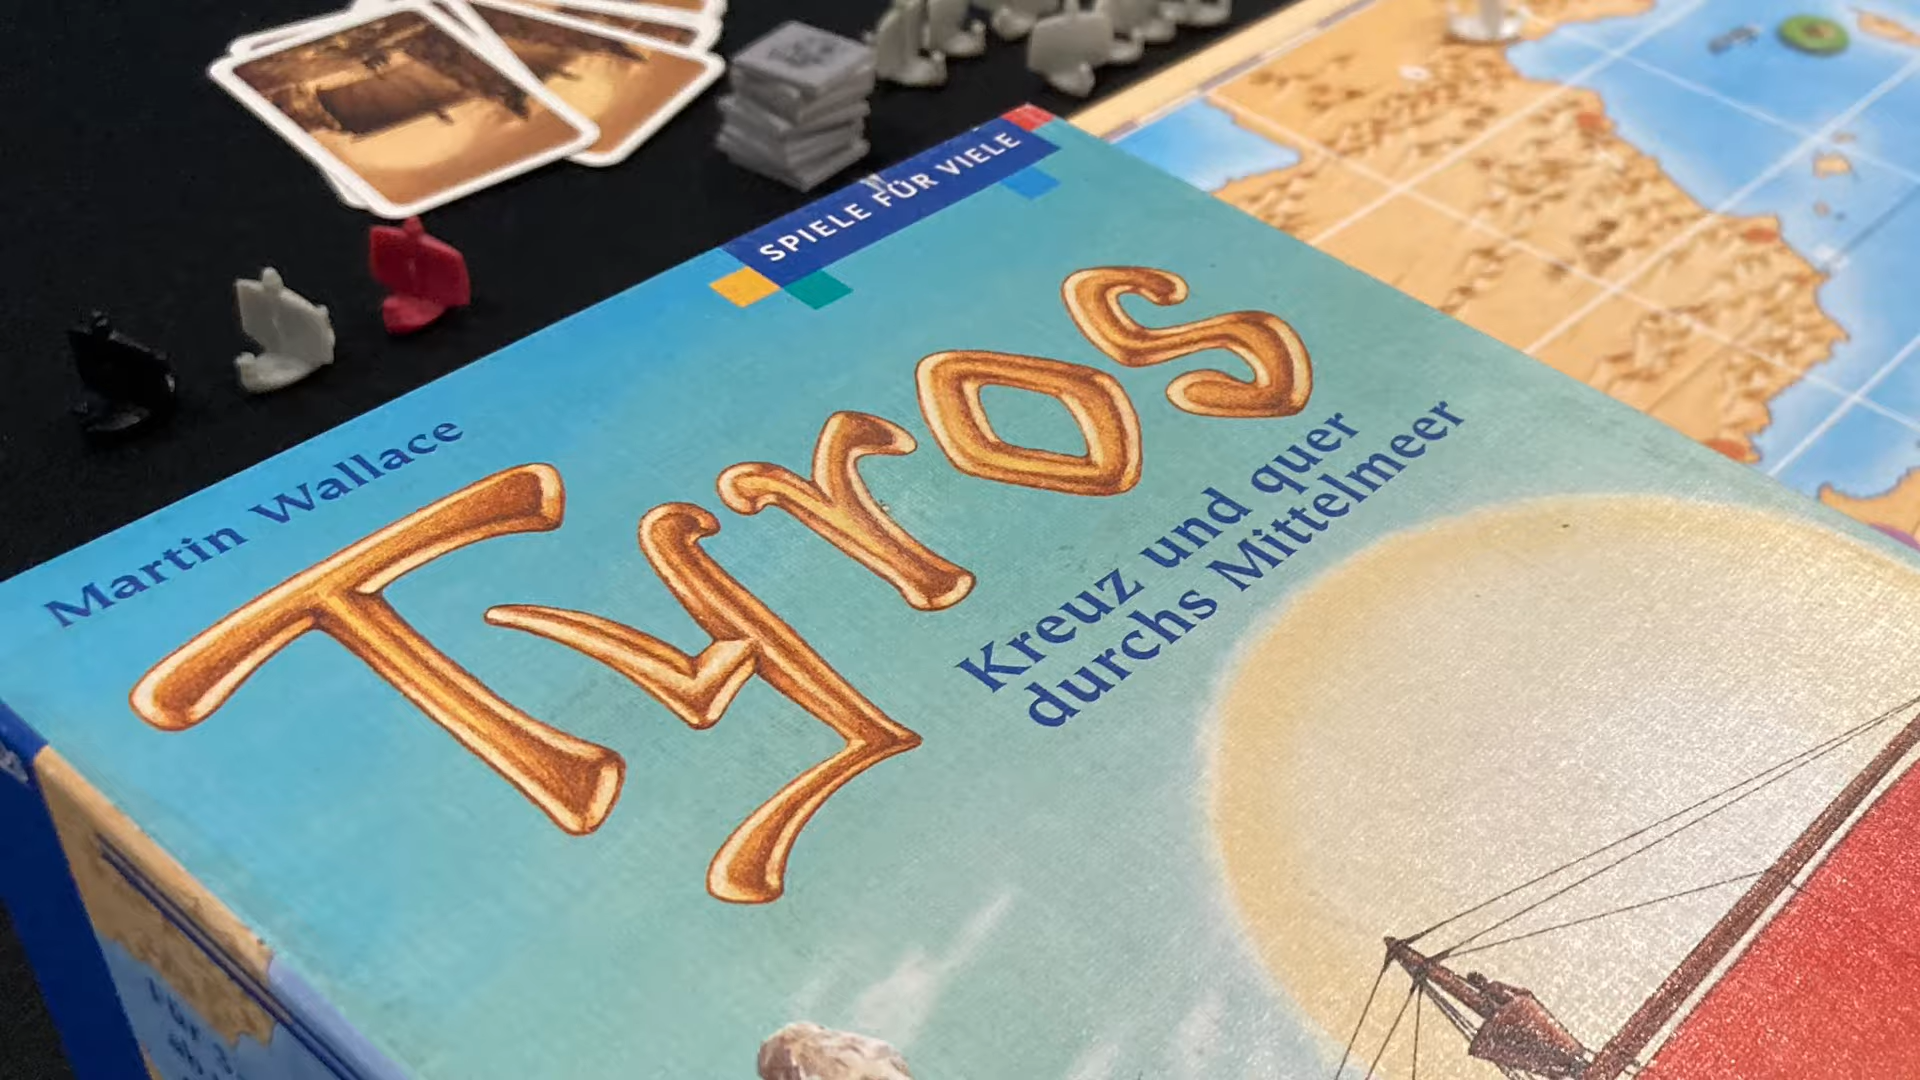 SPIELE FÜR VIELE
Martin Wallace
Tyros
Kreuz und quer
durchs Mittelmeer